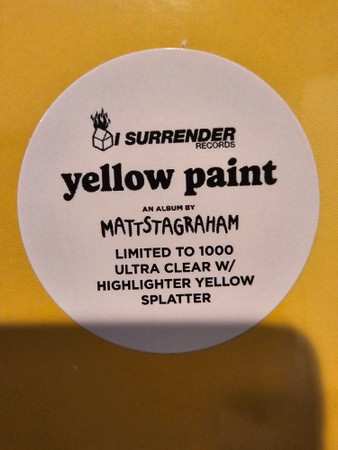 I SURRENDER
RECORDS
yellow paint
AN ALBUM BY
MATTSTAGRAHAM
LIMITED TO 1000
ULTRA CLEAR W/
HIGHLIGHTER YELLOW
SPLATTER